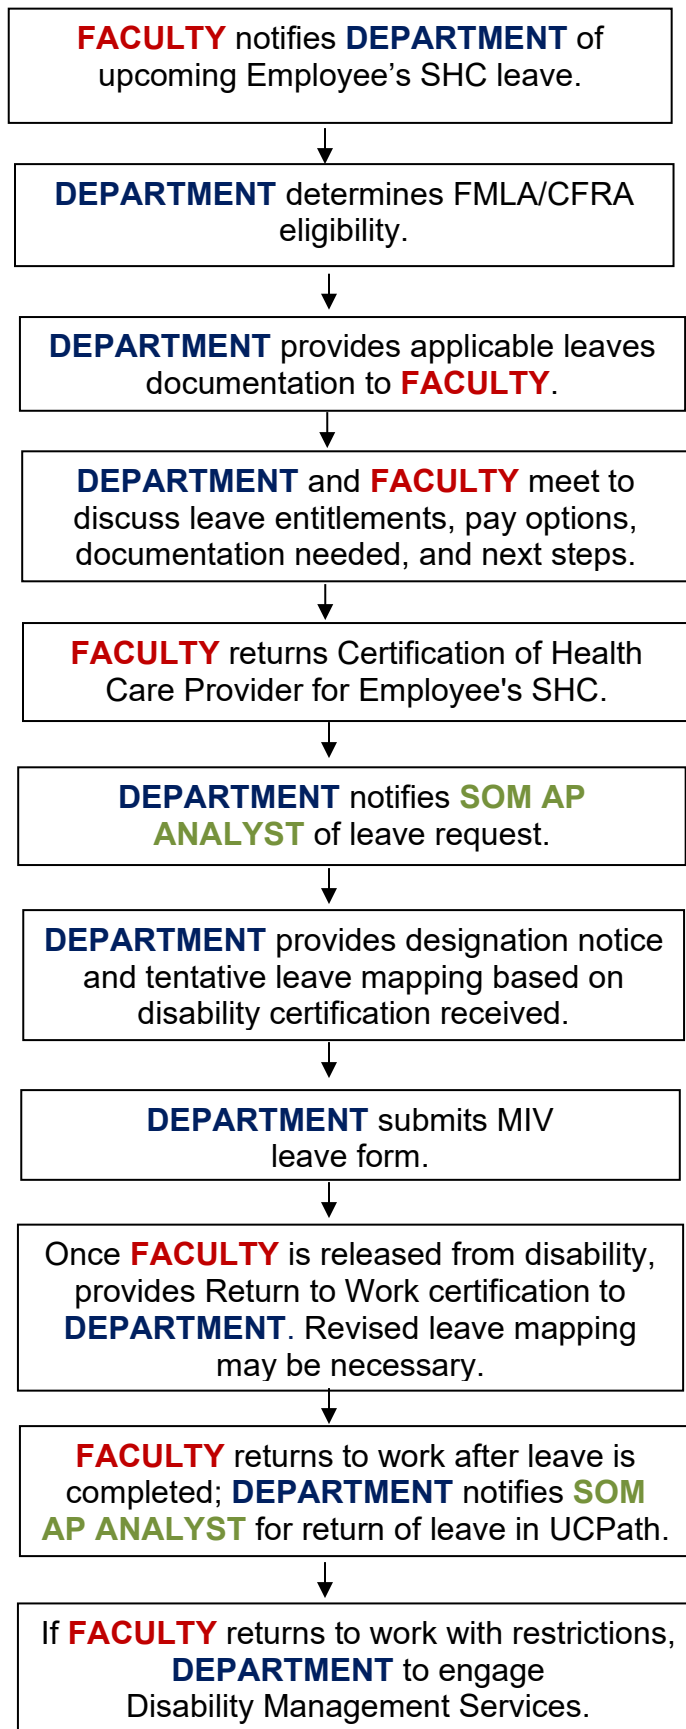 FACULTY notifies DEPARTMENT of
upcoming Employee’s SHC leave.
DEPARTMENT determines FMLA/CFRA
eligibility.
DEPARTMENT provides applicable leaves
documentation to FACULTY.
DEPARTMENT and FACULTY meet to
discuss leave entitlements, pay options,
documentation needed, and next steps.
FACULTY returns Certification of Health
Care Provider for Employee's SHC.
DEPARTMENT notifies SOM AP
ANALYST of leave request.
DEPARTMENT provides designation notice
and tentative leave mapping based on
disability certification received.
DEPARTMENT submits MIV
leave form.
Once FACULTY is released from disability,
provides Return to Work certification to
DEPARTMENT. Revised leave mapping
may be necessary.
FACULTY returns to work after leave is
completed; DEPARTMENT notifies SOM
AP ANALYST for return of leave in UCPath.
If FACULTY returns to work with restrictions,
DEPARTMENT to engage
Disability Management Services.